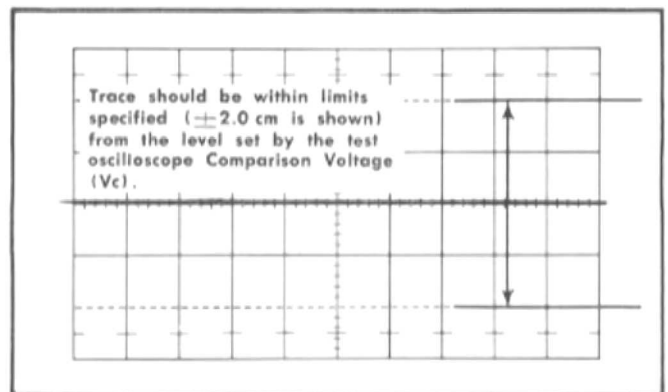 Trace should be within limits
specified (±2.0 cm is shown)
from the level set by the test
oscilloscope Comparison Voltage
(Vc).